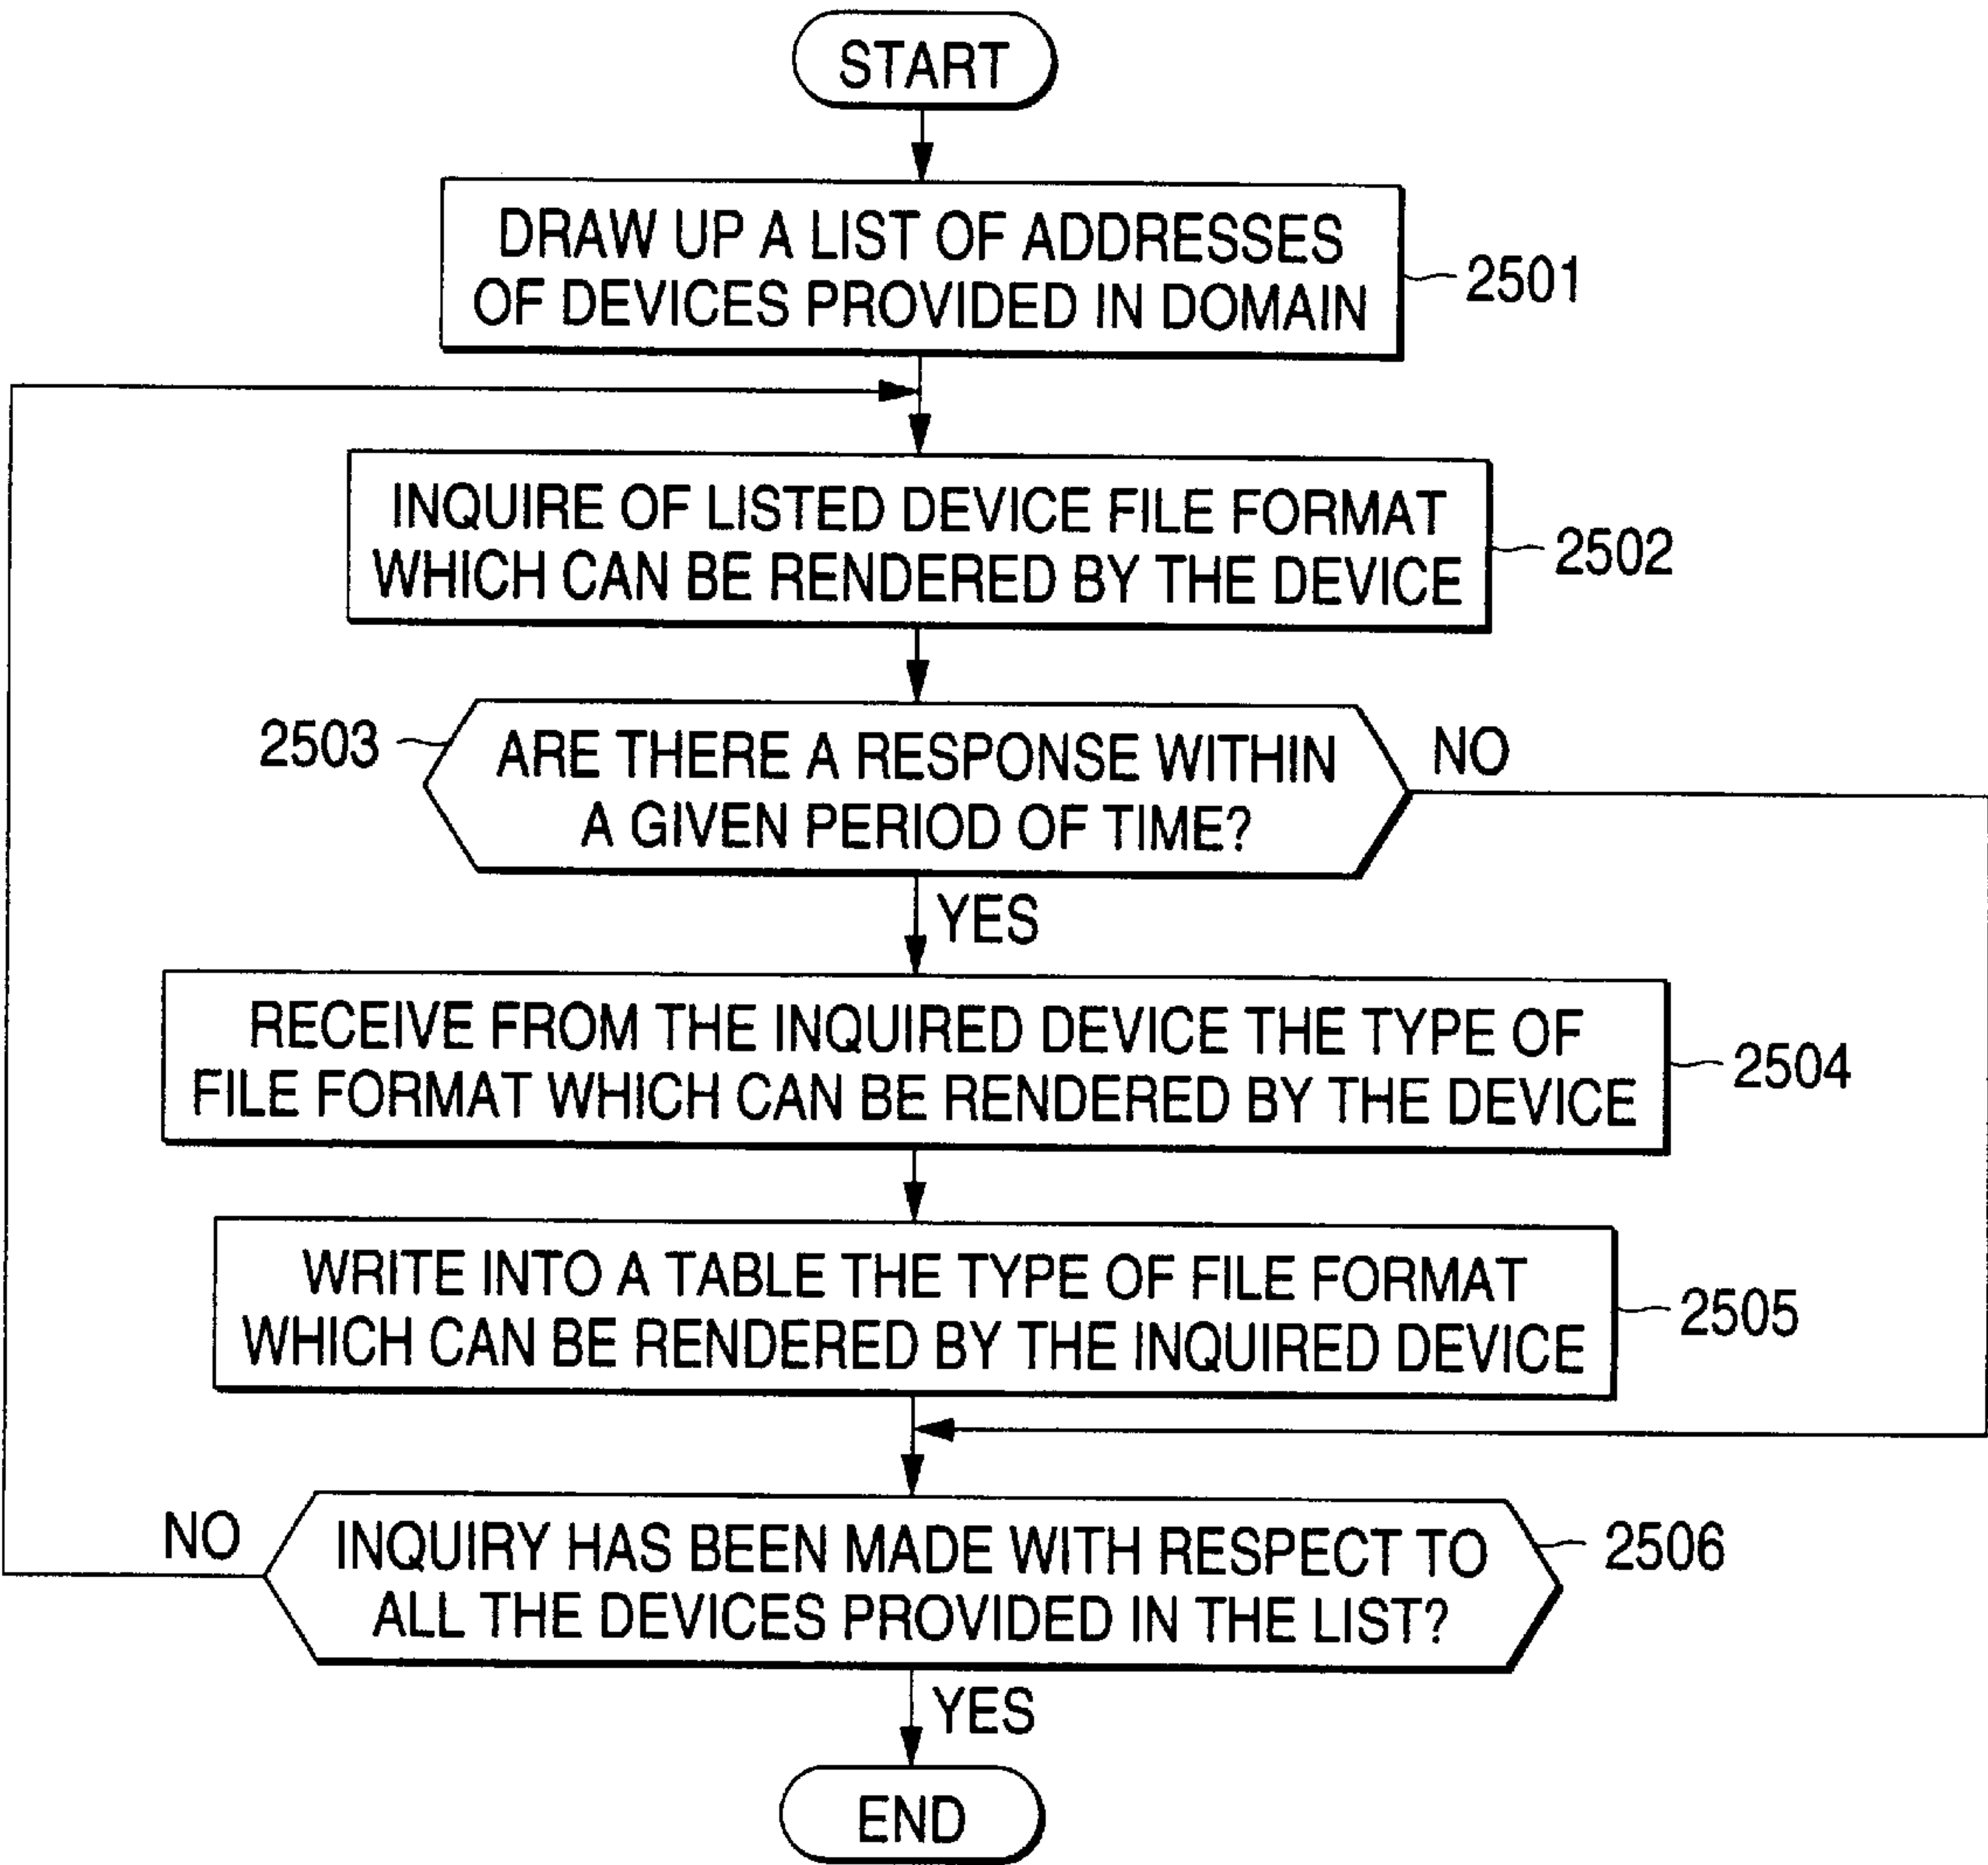 START
DRAW UP A LIST OF ADDRESSES
OF DEVICES PROVIDED IN DOMAIN
2501
INQUIRE OF LISTED DEVICE FILE FORMAT
WHICH CAN BE RENDERED BY THE DEVICE
2502
2503
ARE THERE A RESPONSE WITHIN
A GIVEN PERIOD OF TIME?
NO
YES
RECEIVE FROM THE INQUIRED DEVICE THE TYPE OF
FILE FORMAT WHICH CAN BE RENDERED BY THE DEVICE
2504
WRITE INTO A TABLE THE TYPE OF FILE FORMAT
WHICH CAN BE RENDERED BY THE INQUIRED DEVICE
2505
NO
INQUIRY HAS BEEN MADE WITH RESPECT TO
ALL THE DEVICES PROVIDED IN THE LIST?
2506
YES
END